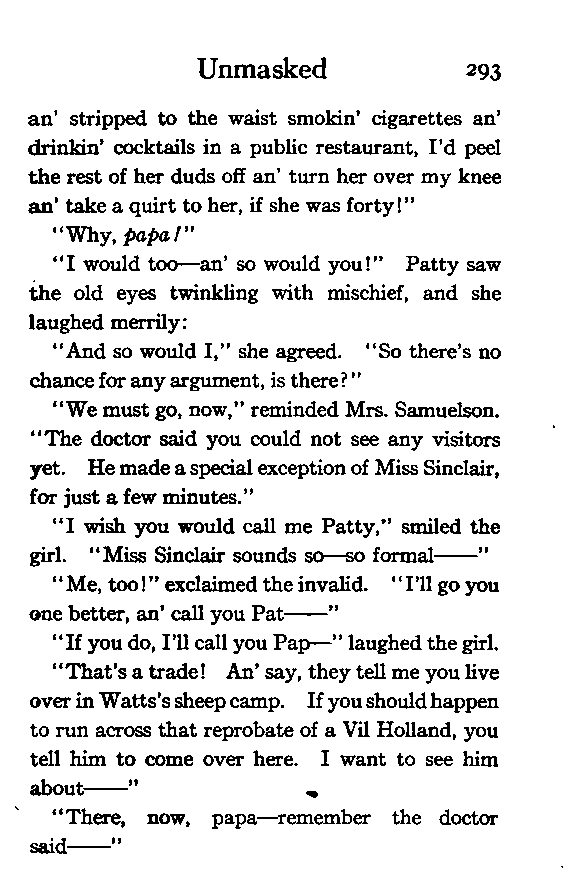 Unmasked 293
an' stripped to the waist smokin' cigarettes an'
drinkin' cocktails in a public restaurant, I'd peel
the rest of her duds off an' turn her over my knee
an' take a quirt to her, if she was forty!"
"Why, papa!"
"I would too—an' so would you!" Patty saw
the old eyes twinkling with mischief, and she
laughed merrily:
"And so would I," she agreed. "So there's no
chance for any argument, is there?"
"We must go, now," reminded Mrs. Samuelson.
"The doctor said you could not see any visitors
yet. He made a special exception of Miss Sinclair,
for just a few minutes."
"I wish you would call me Patty," smiled the
girl. "Miss Sinclair sounds so—so formal——"
"Me, too!" exclaimed the invalid. "I'll go you
one better, an' call you Pat——"
"If you do, I'll call you Pap—" laughed the girl.
"That's a trade! An' say, they tell me you live
over in Watts's sheep camp. If you should happen
to run across that reprobate of a Vil Holland, you
tell him to come over here. I want to see him
about——"
"There, now, papa—remember the doctor
said——"